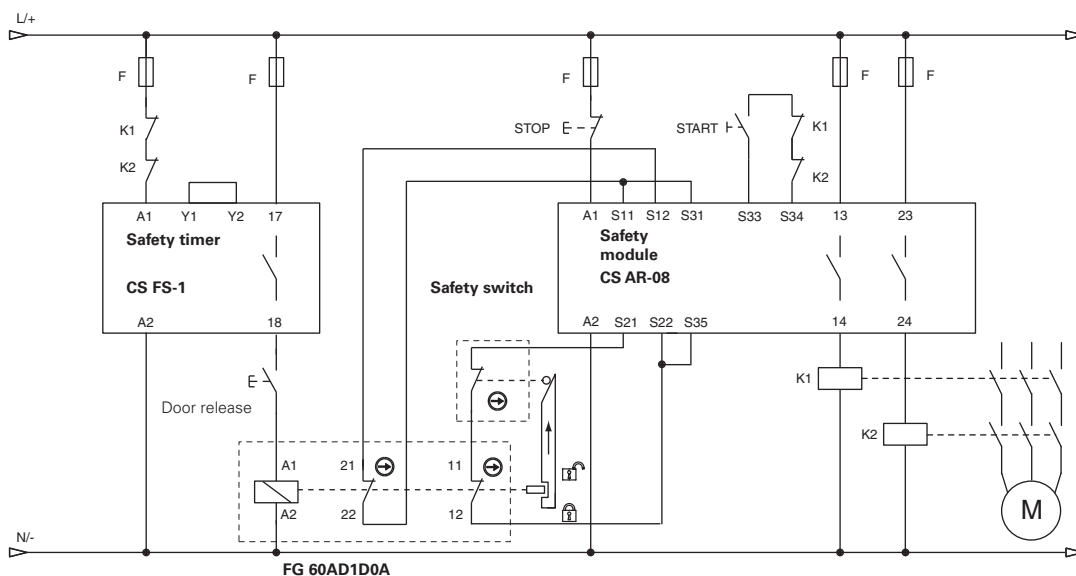 L/+
F
F
F
F
F
K1
K2
STOP
START
K1
K2
A1
Y1
Y2
17
A1
S11
S12
S31
S33
S34
13
23
Safety timer
CS FS-1
Safety
module
CS AR-08
Safety switch
A2
18
A2
S21
S22
S35
14
24
Door release
K1
K2
A1
21
11
A2
22
12
M
N/-
FG 60AD1D0A